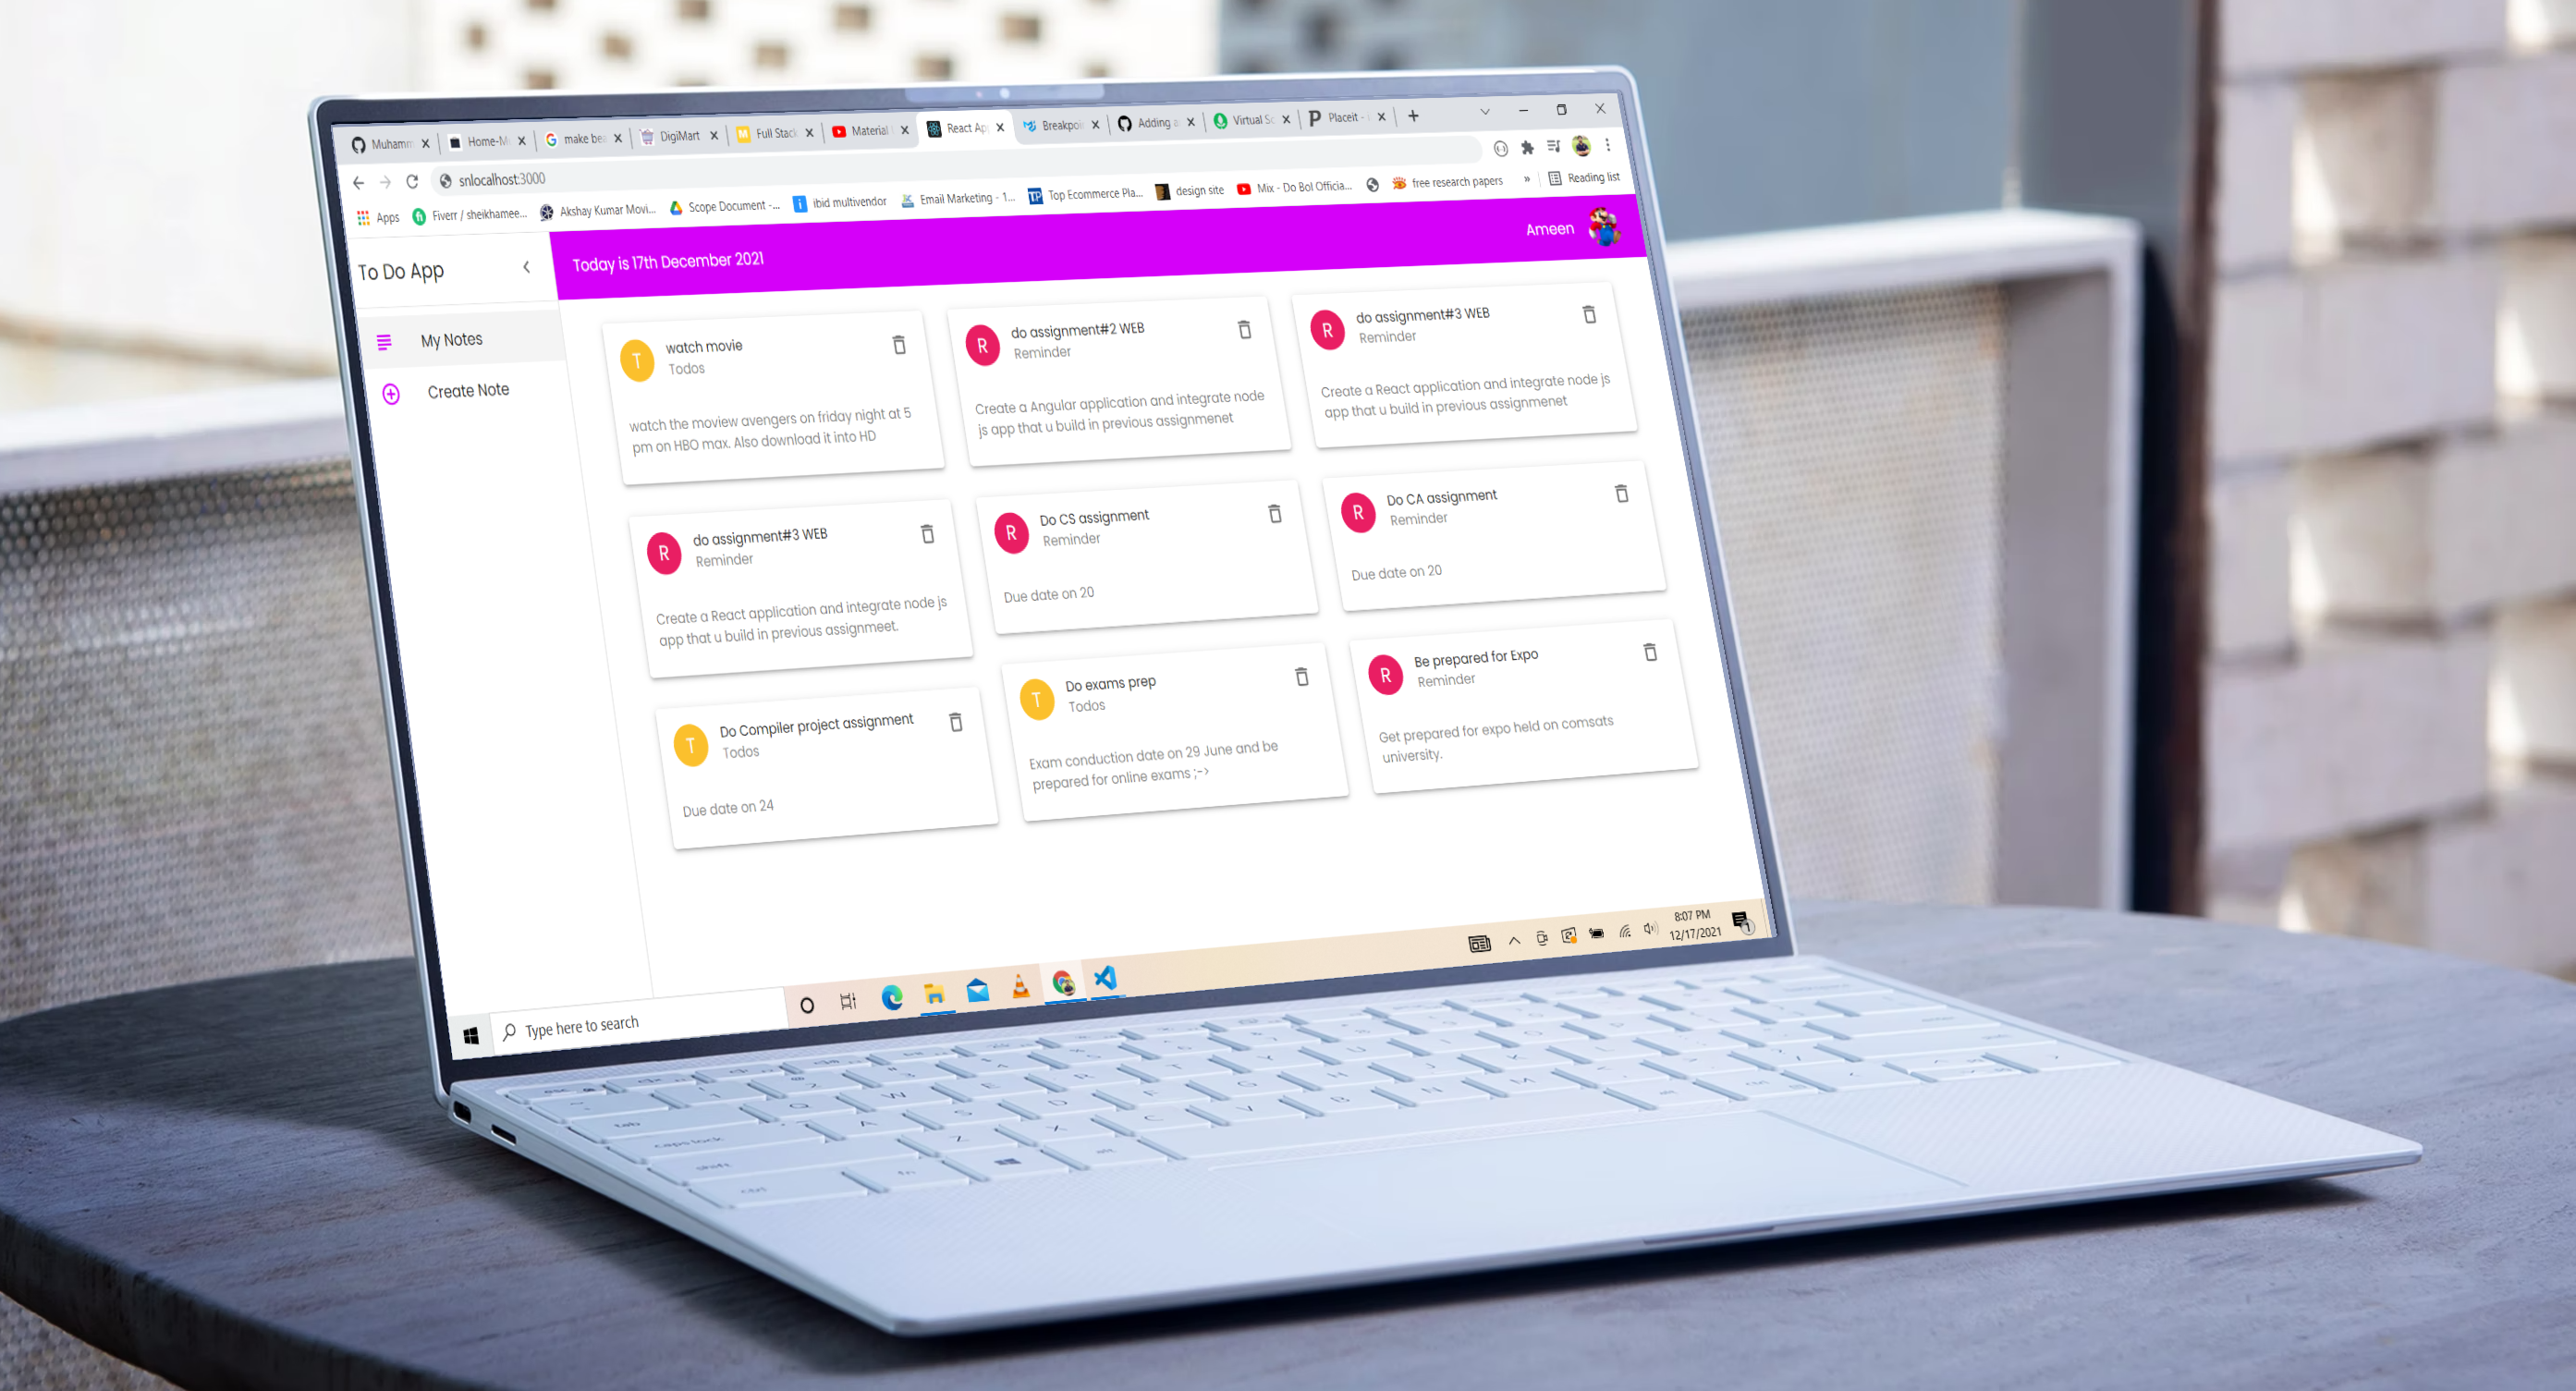 Muhamm
Home-M
make bea
DigiMart
Full Stack
Material
React Ap
Breakpoi
Adding a
Virtual Sc
Placeit -
snlocalhost:3000
Apps
Fiverr / sheikhamee...
Akshay Kumar Movi...
Scope Document -...
ibid multivendor
Email Marketing - 1...
TP
Top Ecommerce Pla...
design site
Mix - Do Bol Officia...
free research papers
»
Reading list
To Do App
Today is 17th December 2021
Ameen
My Notes
Create Note
T
watch movie
Todos
watch the moview avengers on friday night at 5
pm on HBO max. Also download it into HD
R
do assignment#2 WEB
Reminder
Create a Angular application and integrate node
js app that u build in previous assignmenet
R
do assignment#3 WEB
Reminder
Create a React application and integrate node js
app that u build in previous assignmenet
R
do assignment#3 WEB
Reminder
Create a React application and integrate node js
app that u build in previous assignmeet.
R
Do CS assignment
Reminder
Due date on 20
R
Do CA assignment
Reminder
Due date on 20
T
Do Compiler project assignment
Todos
Due date on 24
T
Do exams prep
Todos
Exam conduction date on 29 June and be
prepared for online exams ;->
R
Be prepared for Expo
Reminder
Get prepared for expo held on comsats
university.
Type here to search
8:07 PM
12/17/2021
1
tab
caps lock
shift
fn
alt
Q W E R T Y
A S D F G H
Z X C V B N M